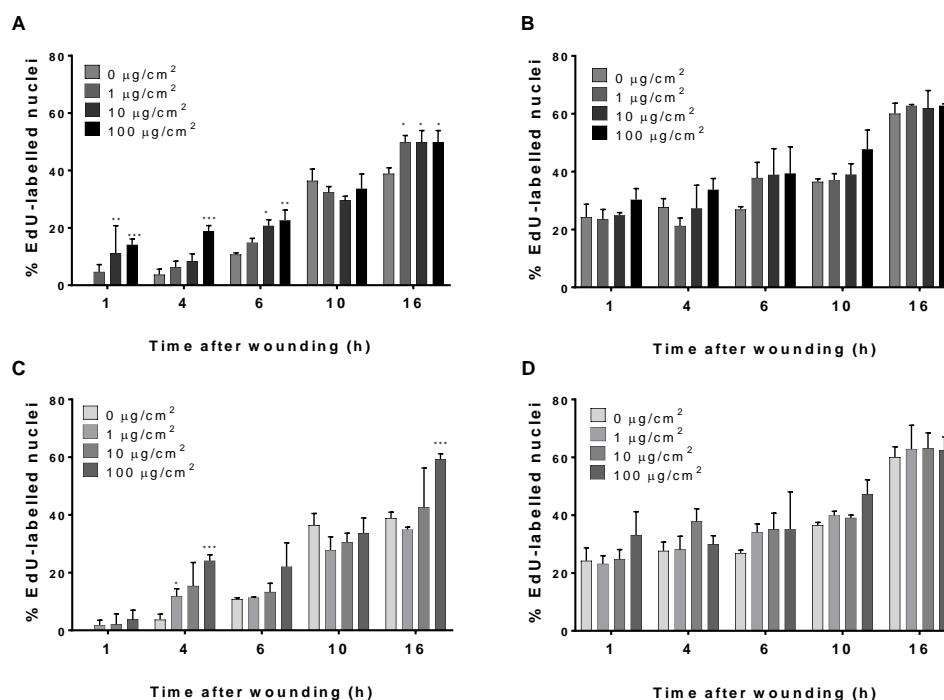 A
80
60
40
20
0
% EdU-labelled nuclei
0 μg/cm²
1 μg/cm²
10 μg/cm²
100 μg/cm²
** ***
***
* **
* * *
1 4 6 10 16
Time after wounding (h)
B
80
60
40
20
0
% EdU-labelled nuclei
0 μg/cm²
1 μg/cm²
10 μg/cm²
100 μg/cm²
1 4 6 10 16
Time after wounding (h)
C
80
60
40
20
0
% EdU-labelled nuclei
0 μg/cm²
1 μg/cm²
10 μg/cm²
100 μg/cm²
* ***
***
1 4 6 10 16
Time after wounding (h)
D
80
60
40
20
0
% EdU-labelled nuclei
0 μg/cm²
1 μg/cm²
10 μg/cm²
100 μg/cm²
1 4 6 10 16
Time after wounding (h)